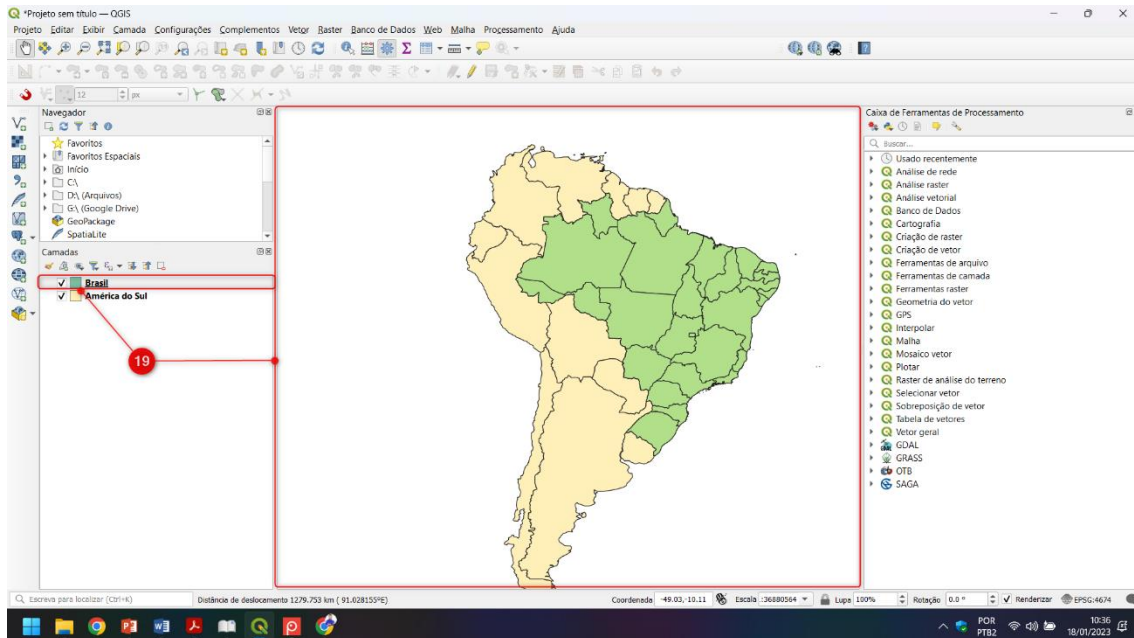 *Projeto sem título — QGIS
Projeto Editar Exibir Camada Configurações Complementos Vetor Raster Banco de Dados Web Malha Processamento Ajuda
12 px
Navegador
Favoritos
Favoritos Espaciais
Início
C:\
D:\ (Arquivos)
G:\ (Google Drive)
GeoPackage
SpatiaLite
Camadas
Brasil
América do Sul
19
Caixa de Ferramentas de Processamento
Buscar...
Usado recentemente
Análise de rede
Análise raster
Análise vetorial
Banco de Dados
Cartografia
Criação de raster
Criação de vetor
Ferramentas de arquivo
Ferramentas de camada
Ferramentas raster
Geometria do vetor
GPS
Interpolar
Malha
Mosaico vetor
Plotar
Raster de análise do terreno
Selecionar vetor
Sobreposição de vetor
Tabela de vetores
Vetor geral
GDAL
GRASS
OTB
SAGA
Escreva para localizar (Ctrl+K) Distância de deslocamento 1279.753 km ( 91.028155°E) Coordenada -49.03,-10.11 Escala :36880564 Lupa 100% Rotação 0.0 ° Renderizar EPSG:4674
POR
PTB2
10:36
18/01/2023